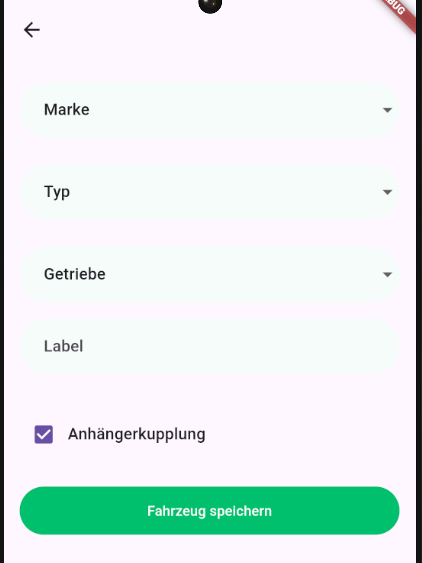 Marke
Typ
Getriebe
Label
Anhängerkupplung
Fahrzeug speichern